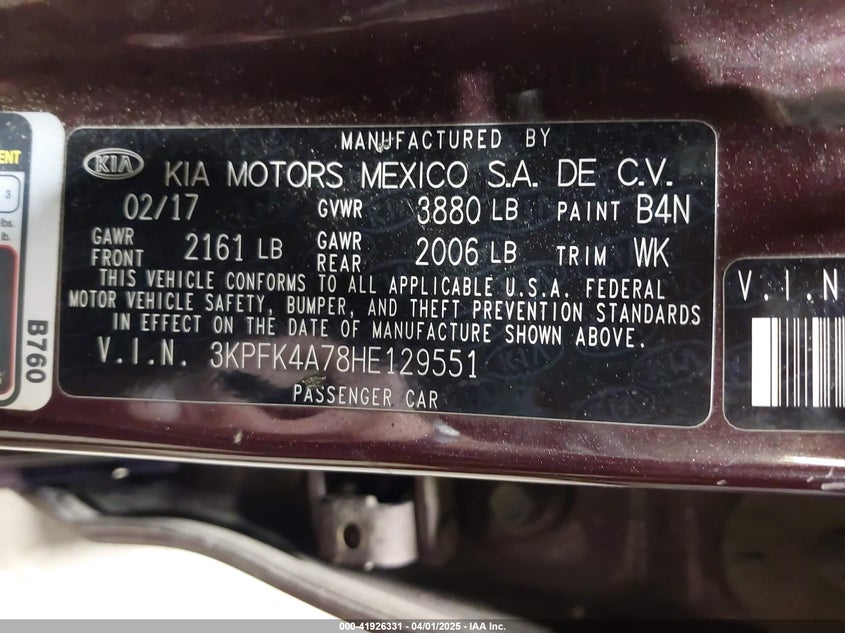 MANUFACTURED BY
KIA KIA MOTORS MEXICO S.A. DE C.V.
02/17 GVWR 3880 LB PAINT B4N
GAWR FRONT 2161 LB GAWR REAR 2006 LB TRIM WK
THIS VEHICLE CONFORMS TO ALL APPLICABLE U.S.A. FEDERAL
MOTOR VEHICLE SAFETY, BUMPER, AND THEFT PREVENTION STANDARDS
IN EFFECT ON THE DATE OF MANUFACTURE SHOWN ABOVE.
V.I.N. 3KPFK4A78HE129551
PASSENGER CAR
3
lbs.
lb.
B760
V.I.N
000-41926331 - 04/01/2025 - IAA Inc.